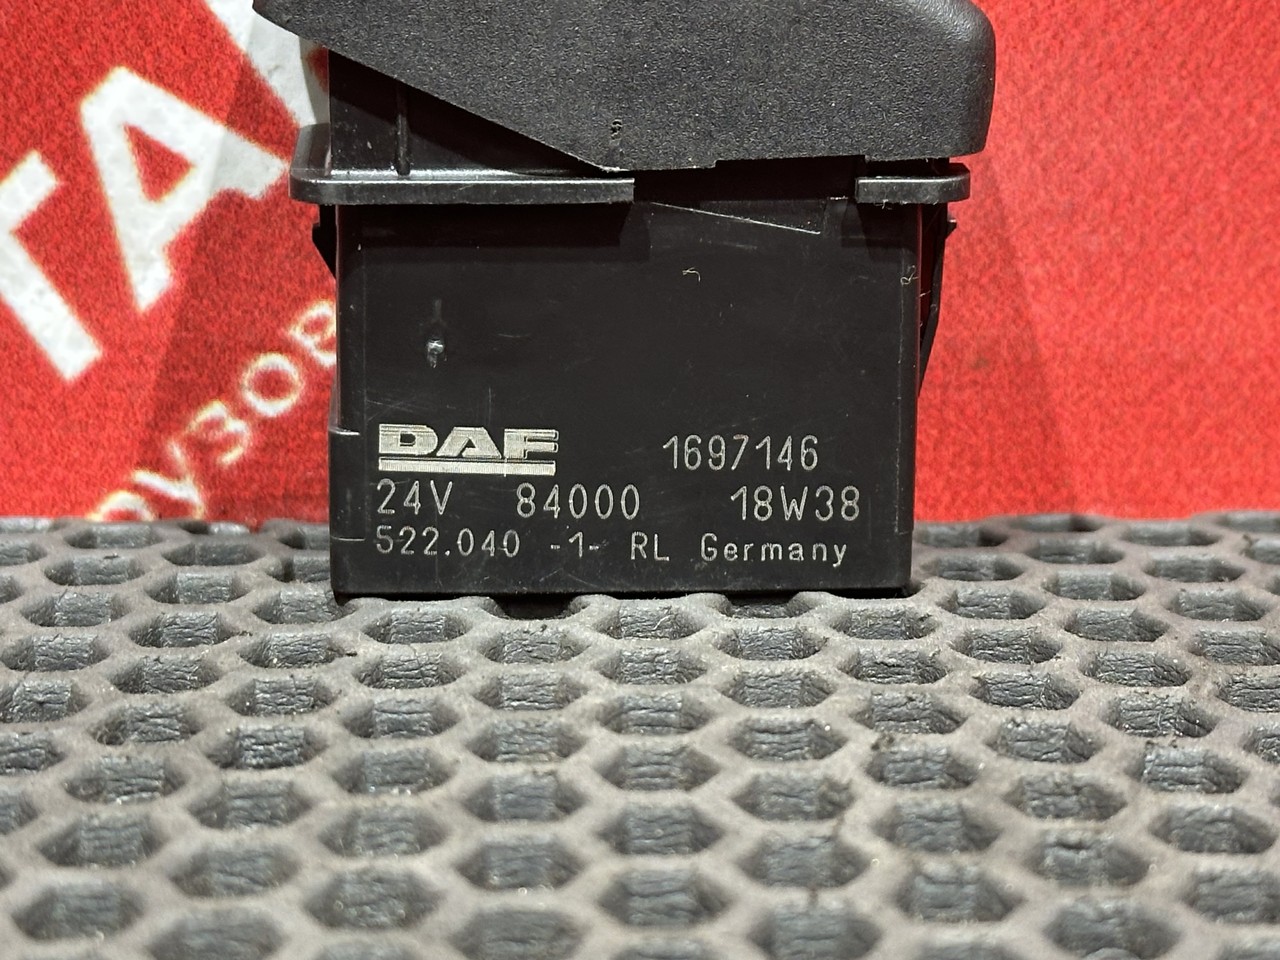 DAF 1697146
24V 84000 18W38
522.040 -1- RL Germany